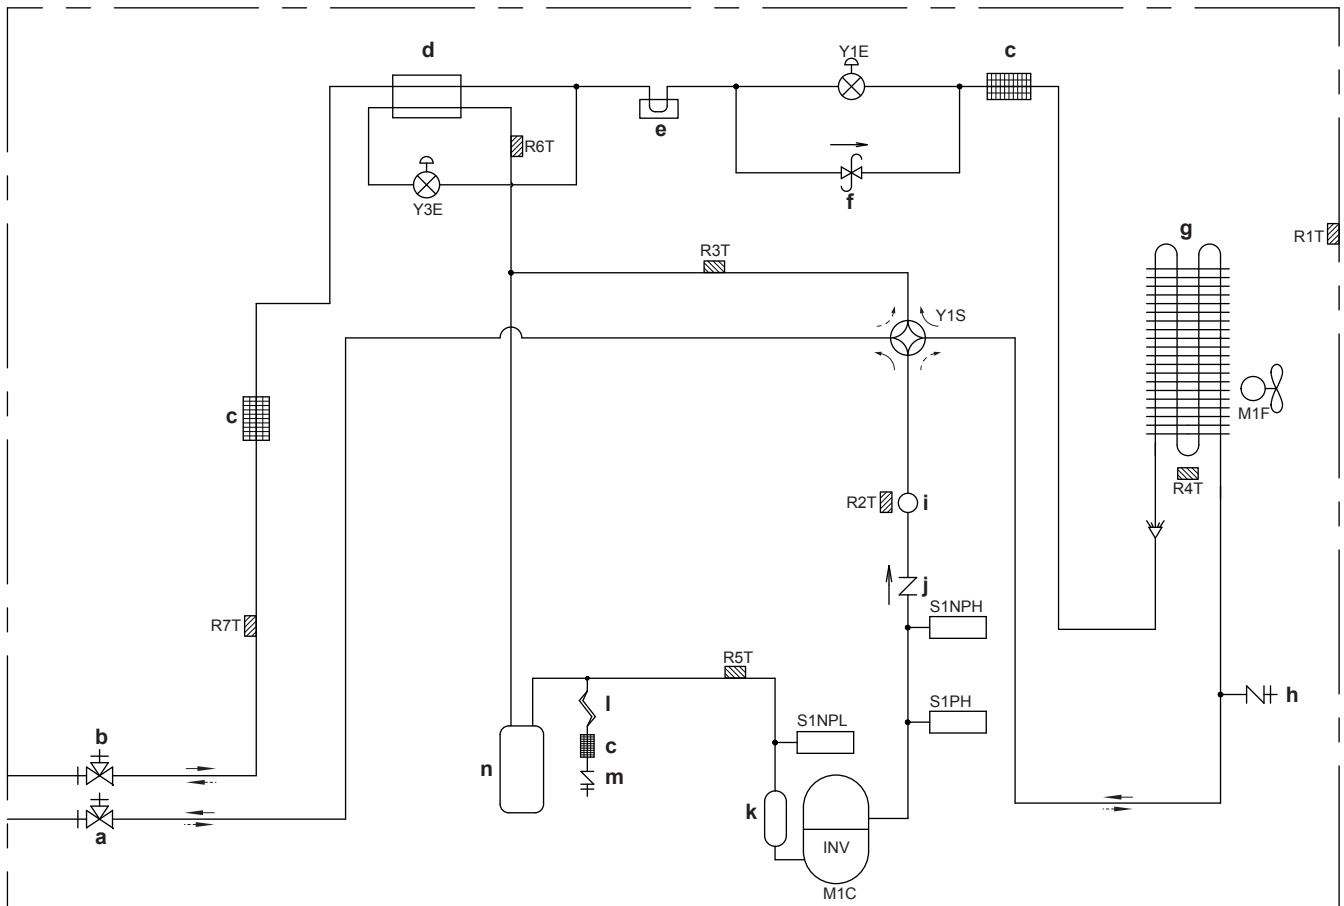 d
Y1E
c
e
R6T
Y3E
f
g
R1T
R3T
Y1S
c
M1F
R4T
R2T
i
j
S1NPH
R7T
R5T
l
h
S1PH
S1NPL
b
c
n
m
k
a
INV
M1C